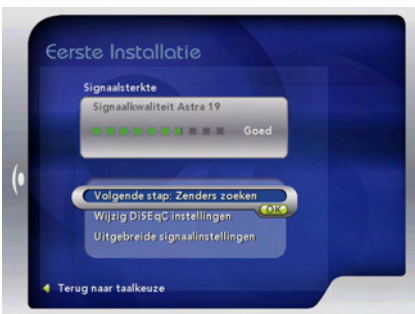 Eerste Installatie
Signaalsterkte
Signaalkwaliteit Astra 19
Goed
Volgende stap: Zenders zoeken
OK
Wijzig DiSEqC instellingen
Uitgebreide signaalinstellingen
Terug naar taalkeuze